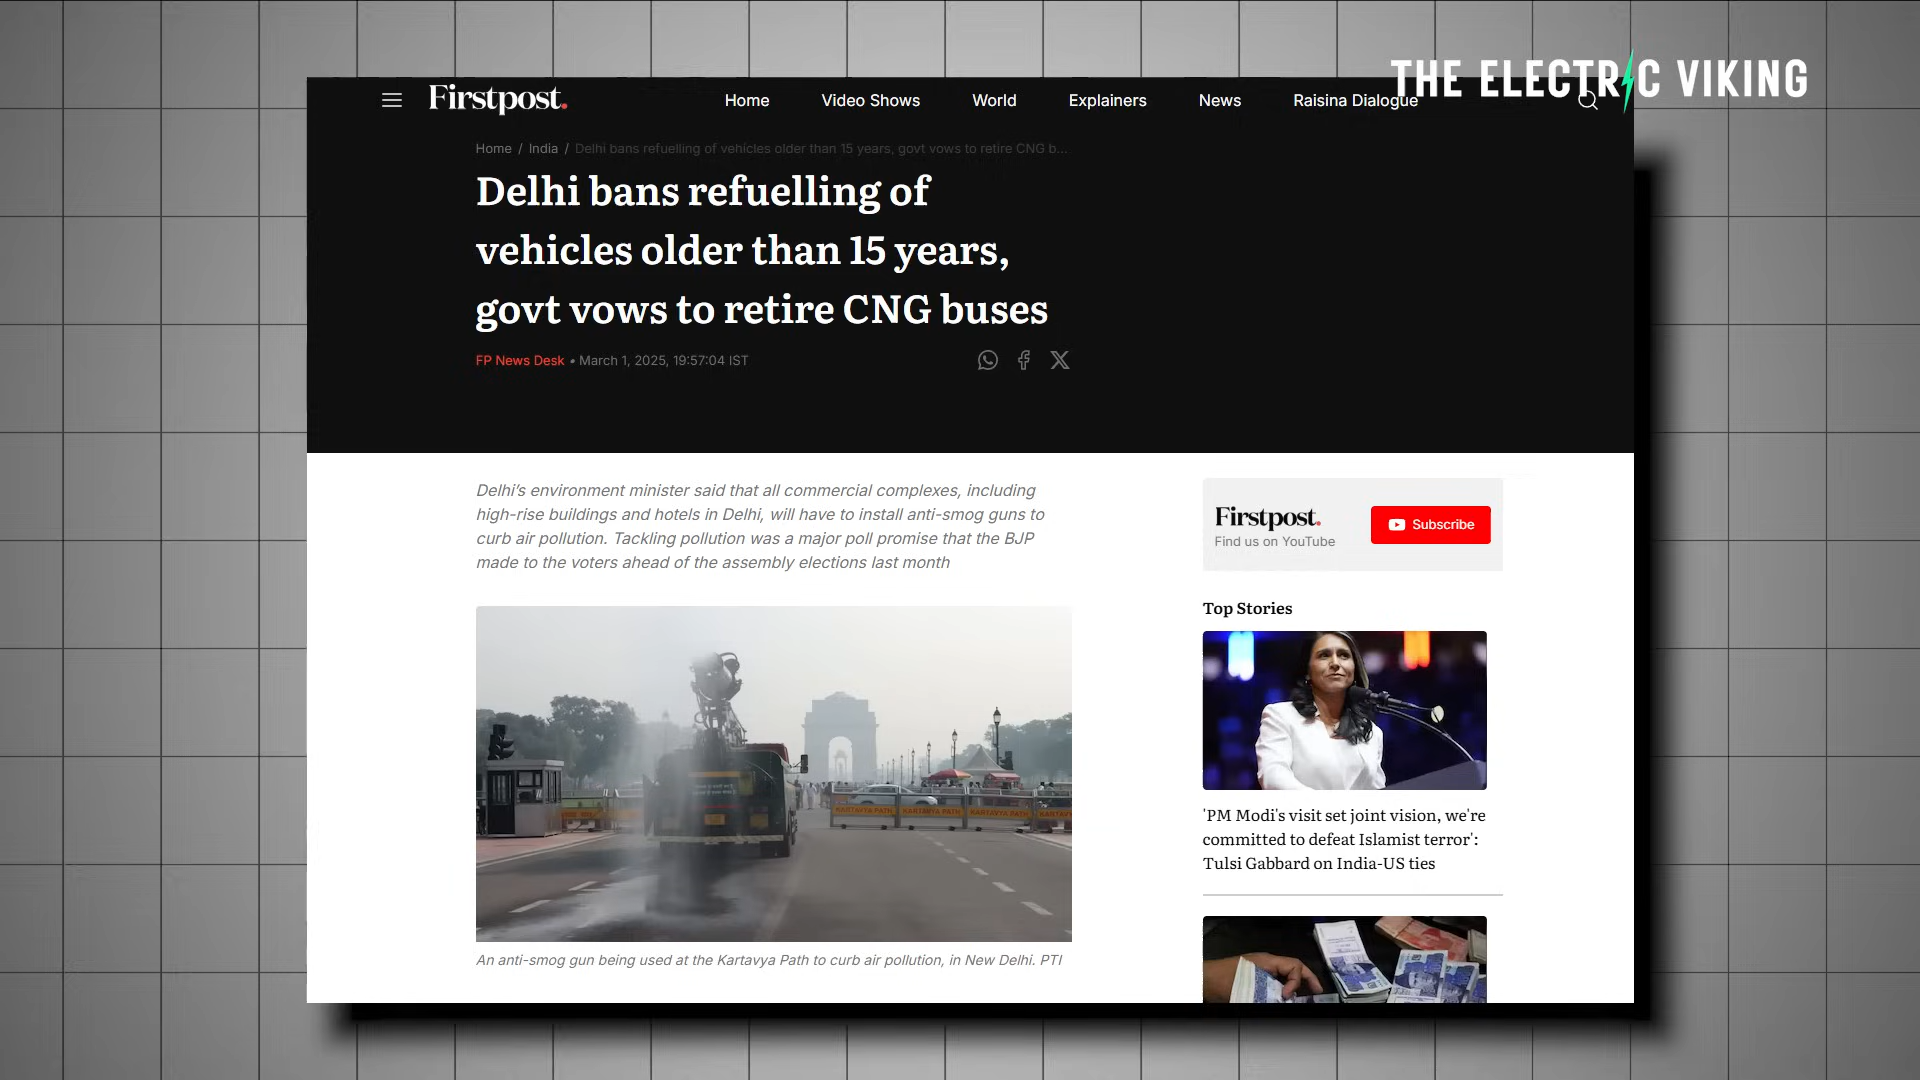 THE ELECTRIC VIKING
Firstpost.
Home
Video Shows
World
Explainers
News
Raisina Dialogue
Home / India / Delhi bans refuelling of vehicles older than 15 years, govt vows to retire CNG b...
Delhi bans refuelling of
vehicles older than 15 years,
govt vows to retire CNG buses
FP News Desk • March 1, 2025, 19:57:04 IST
Delhi’s environment minister said that all commercial complexes, including
high-rise buildings and hotels in Delhi, will have to install anti-smog guns to
curb air pollution. Tackling pollution was a major poll promise that the BJP
made to the voters ahead of the assembly elections last month
KARTAVYA PATH KARTAVYA PATH KARTAVYA PATH
An anti-smog gun being used at the Kartavya Path to curb air pollution, in New Delhi. PTI
Firstpost.
Find us on YouTube
Subscribe
Top Stories
'PM Modi's visit set joint vision, we're
committed to defeat Islamist terror':
Tulsi Gabbard on India-US ties